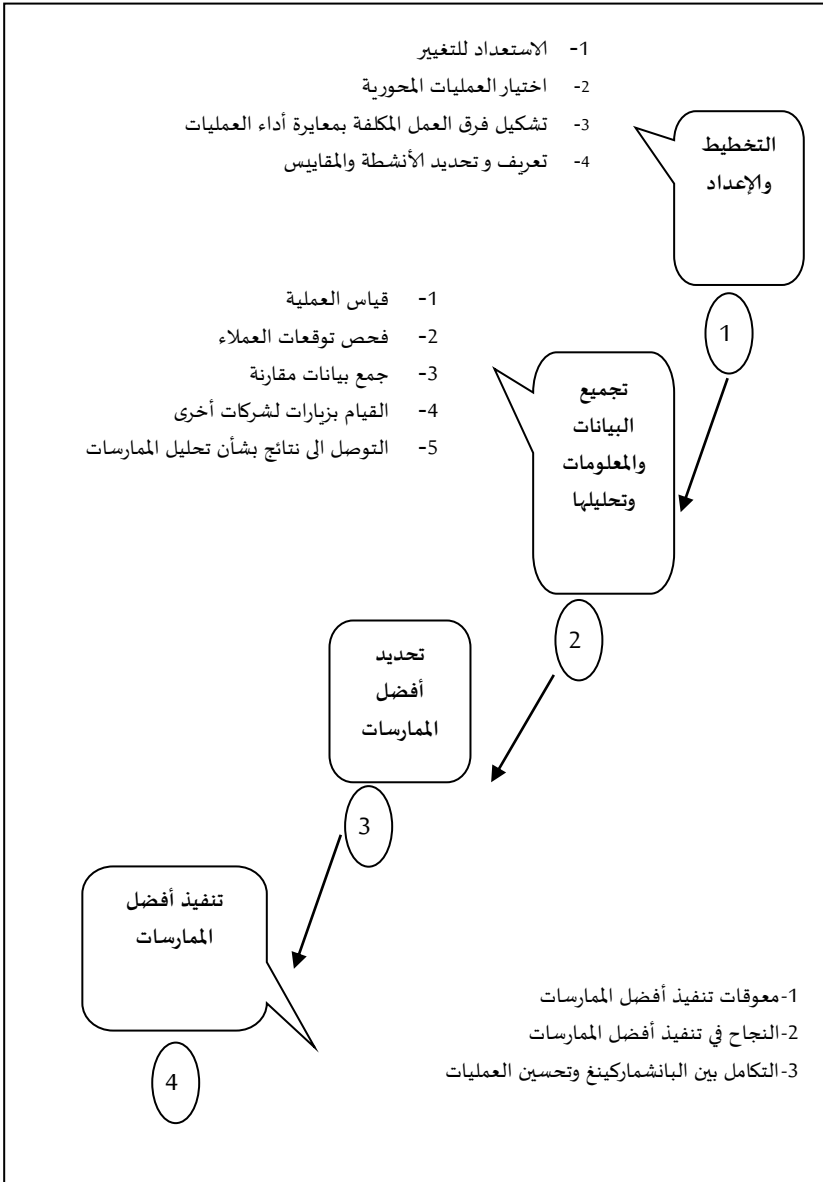 1- الاستعداد للتغيير
2- اختيار العمليات المحورية
3- تشكيل فرق العمل المكلفة بمعايرة أداء العمليات
4- تعريف و تحديد الأنشطة والمقاييس
التخطيط
والإعداد
1
1- قياس العملية
2- فحص توقعات العملاء
3- جمع بيانات مقارنة
4- القيام بزيارات لشركات أخرى
5- التوصل الى نتائج بشأن تحليل الممارسات
تجميع
البيانات
والمعلومات
وتحليلها
2
تحديد
أفضل
الممارسات
3
تنفيذ أفضل
الممارسات
4
1-معوقات تنفيذ أفضل الممارسات
2-النجاح في تنفيذ أفضل الممارسات
3-التكامل بين البانشماركينغ وتحسين العمليات